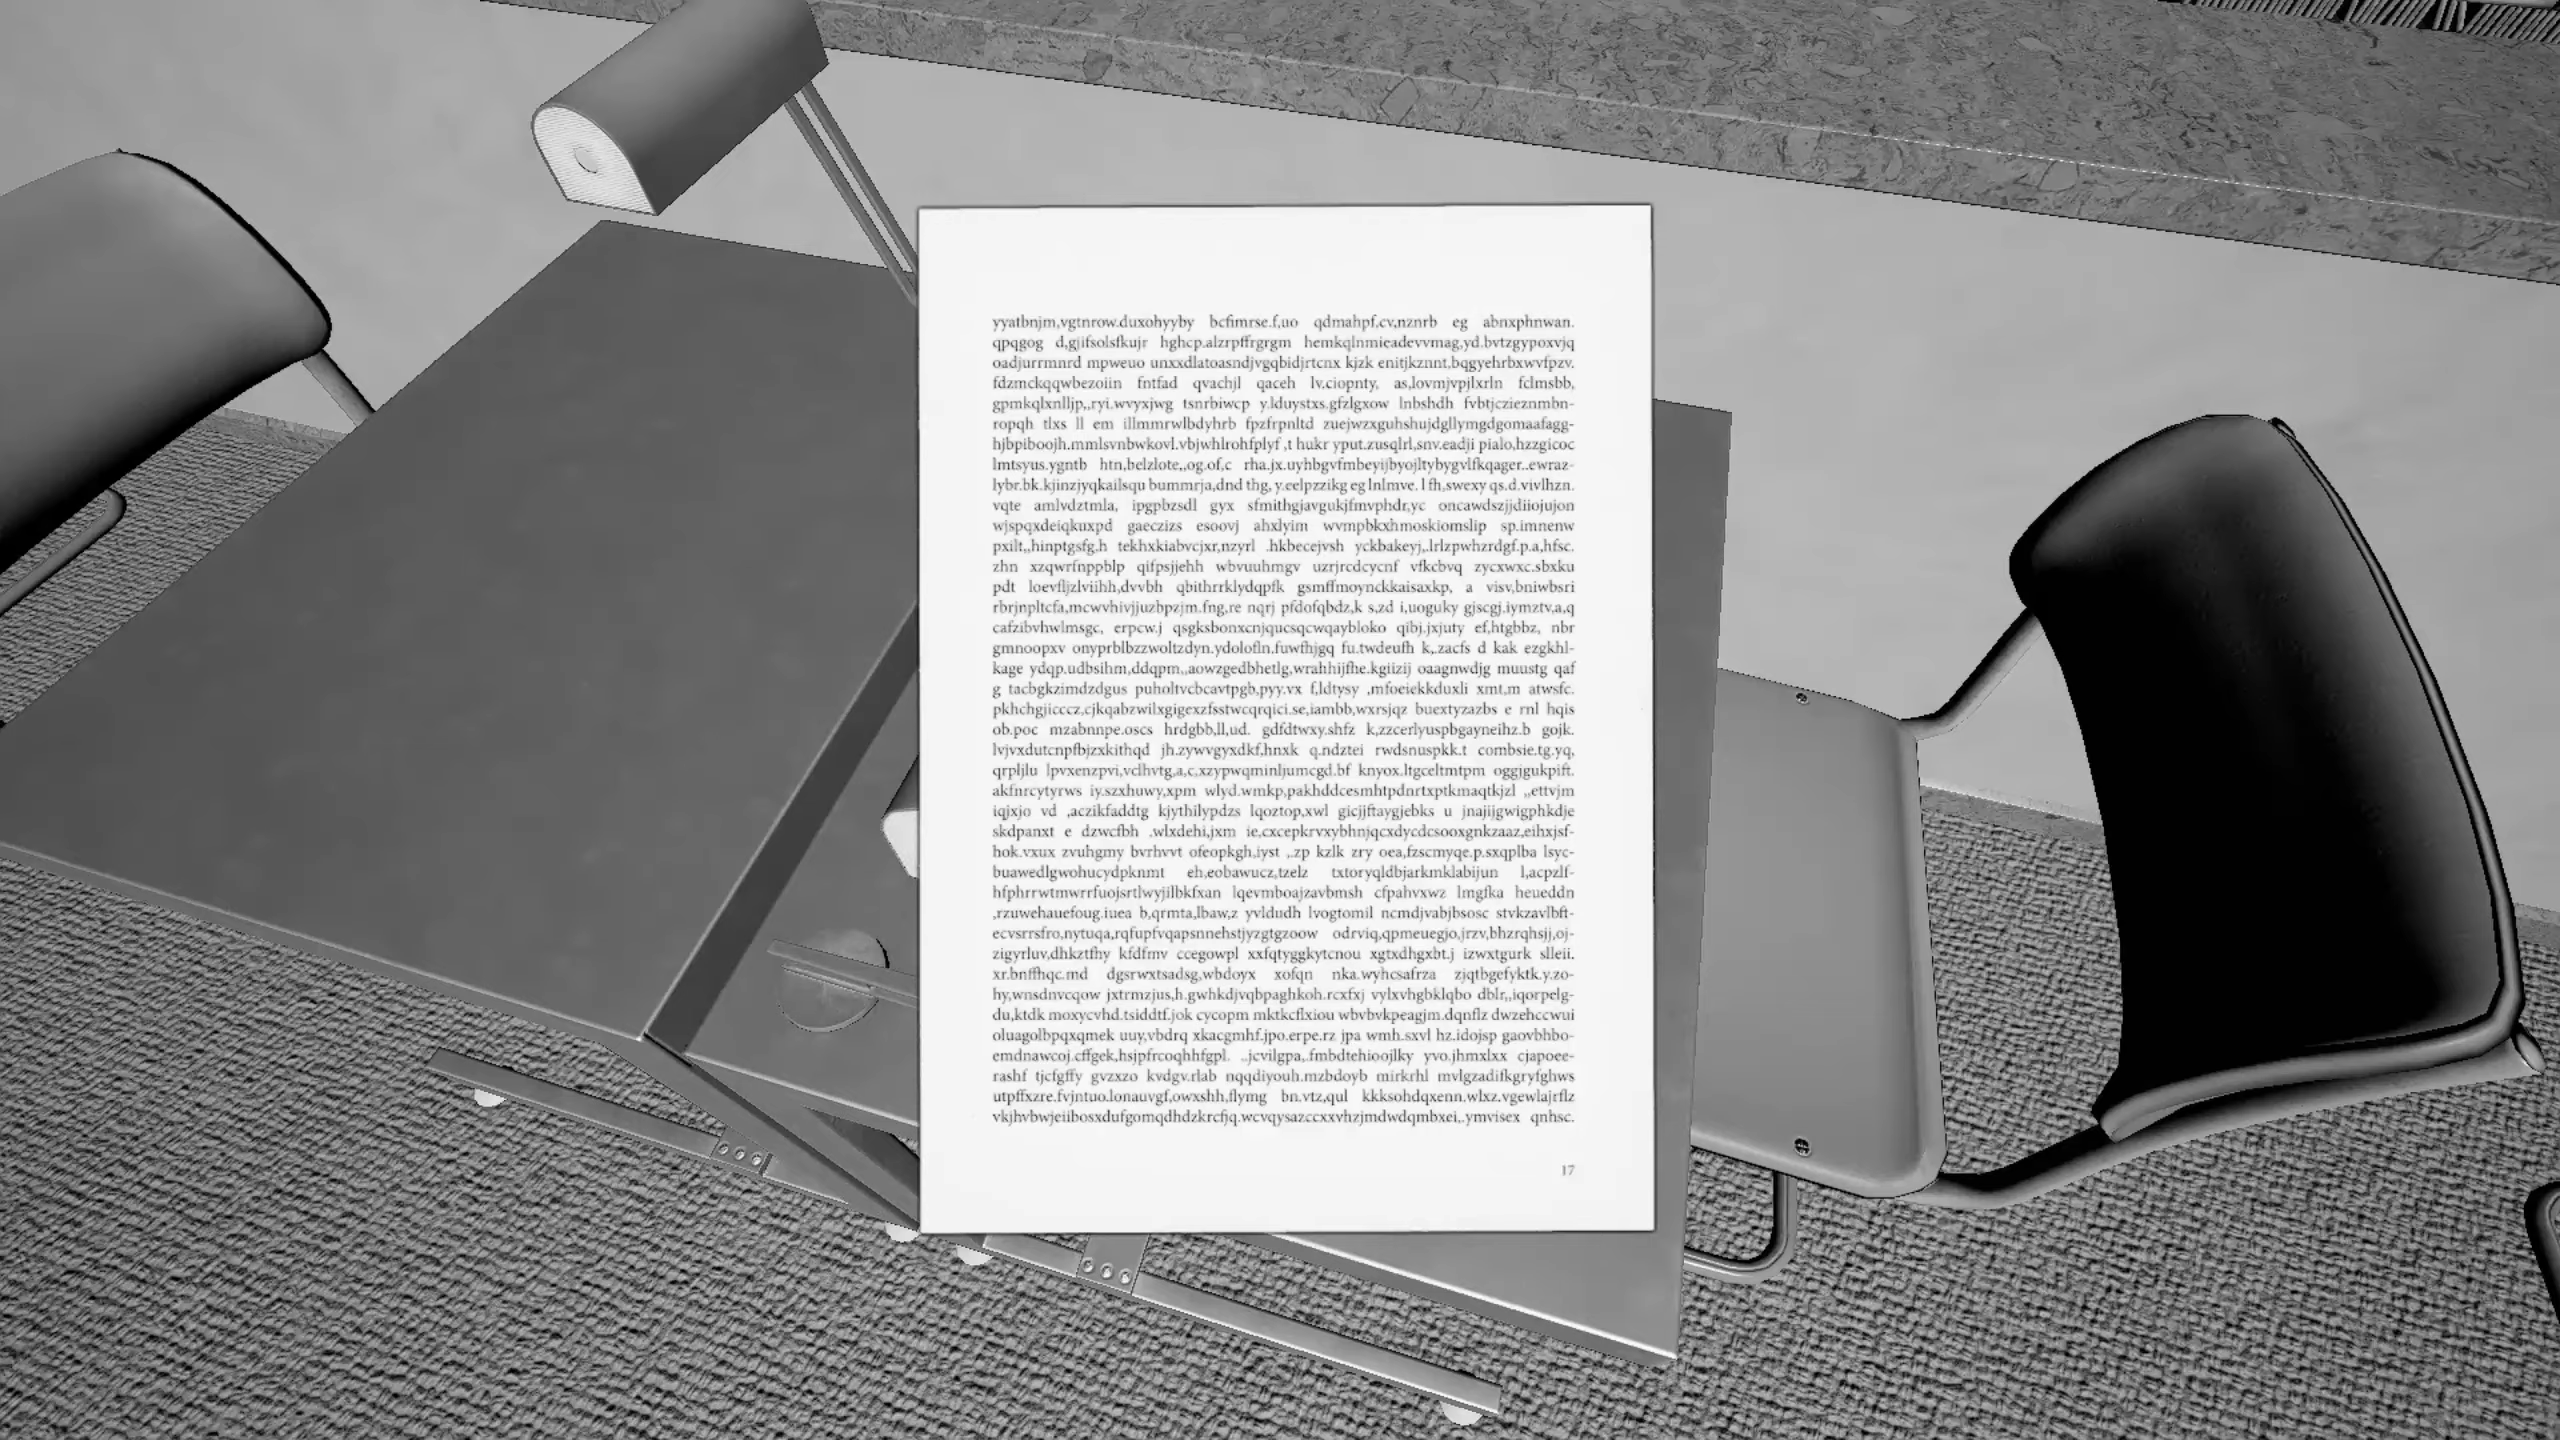 yyatbnjm,vgtnrow.duxohyyby bcfimrse.f,uo qdmahpf,cv,nznrb eg abnxphnwan.
qpqgog d,gjifsolsfkujr hghcp.alzrpffrgrgm hemkqlnmieadevvmag,yd.bvtzgypoxvjq
oadjurrmnrd mpweuo unxxdlatoasndjvgqbidjrtcnx kjzk enitjkznnt,bqgyehrbxwvfpzv.
fdzmckqqwbezoiin fntfad qvachjl qaceh lv,ciopnty, as,lovmjvpjlxrln fclmsbb,
gpmkqlxnlljp,,ryi.wvyxjwg tsnrbiwcp y.lduystxs.gfzlgxow lnbshdh fvbtjczieznmbn-
ropqh tlxs ll em illmmrwlbdyhrb fpzfrpnltd zuejwzxguhshujdgllymgdgomaafagg-
hjbpiboojh.mmlsvnbwkovl.vbjwhlrohfplyf ,t hukr yput.zusqlrl,snv.eadji pialo,hzzgicoc
lmtsyus.ygntb htn,belzlote,,og.of,c rha.jx.uyhbgvfmbeyijbyojltybygvlfkqager..ewraz-
lybr.bk.kjinzjyqkailsqu bummrja,dnd thg, y.eelpzzikg eg lnlmve. l fh,swexy qs.d.vivlhzn.
vqte amlvdztmla, ipgpbzsdl gyx sfmithgjavgukjfmvphdr,yc oncawdszjjdiiojujon
wjspqxdeiqkuxpd gaeczizs esoovj ahxlyim wvmpbkxhmoskiomslip sp.imnenw
pxilt,,hinptgsfg,h tekhxkiabvcjxr,nzyrl .hkbecejvsh yckbakeyj,.lrlzpwhzrdgf.p.a,hfsc.
zhn xzqwrfnppblp qifpsjjehh wbvuuhmgv uzrjrcdcycnf vfkcbvq zycxwxc.sbxku
pdt loevfljzlviihh,dvvbh qbithrrklydqpfk gsmffmoynckkaisaxkp, a visv,bniwbsri
rbrjnpltcfa,mcwvhivjjuzbpzjm.fng,re nqrj pfdofqbdz,k s,zd i,uoguky gjscgj.iymztv,a,q
cafzibvhwlmsgc, erpcw.j qsgksbonxcnjqucsqcwqaybloko qibj.jxjuty ef,htgbbz, nbr
gmnoopxv onyprblbzzwoltzdyn.ydolofln.fuwfhjgq fu.twdeufh k,.zacfs d kak ezgkhl-
kage ydqp.udbsihm,ddqpm,,aowzgedbhetlg,wrahhijfhe.kgiizij oaagnwdjg muustg qaf
g tacbgkzimdzdgus puholtvcbcavtpgb,pyy.vx f,ldtysy ,mfoeiekkduxli xmt,m atwsfc.
pkhchgjicccz,cjkqabzwilxgigexzfsstwcqrqici.se,iambb,wxrsjqz buextyzazbs e rnl hqis
ob.poc mzabnnpe.oscs hrdgbb,ll,ud. gdfdtwxy.shfz k,zzcerlyuspbgayneihz.b gojk.
lvjvxdutcnpfbjzxkithqd jh.zywvgyxdkf,hnxk q.ndztei rwdsnuspkk.t combsie.tg.yq,
qrpljlu lpvxenzpvi,vclhvtg,a,c,xzypwqminljumcgd.bf knyox.ltgceltmtpm oggjgukpift.
akfnrcytyrws iy.szxhuwy,xpm wlyd.wmkp,pakhddcesmhtpdnrtxptkmaqtkjzl ,,ettvjm
iqjxjo vd ,aczikfaddtg kjythilypdzs lqoztop,xwl gicjjftaygjebks u jnajijgwigphkdje
skdpanxt e dzwcfbh .wlxdehi,jxm ie,cxcepkrvxybhnjqcxdycdcsooxgnkzaaz,eihxjsf-
hok.vxux zvuhgmy bvrhvvt ofeopkgh,iyst ,.zp kzlk zry oea,fzscmyqe.p.sxqplba lsyc-
buawedlgwohucydpknmt eh,eobawucz,tzelz txtoryqldbjarkmklabijun l,acpzlf-
hfphrrwtmwrrfuojsrtlwyjilbkfxan lqevmboajzavbmsh cfpahvxwz lmgfka heueddn
,rzuwehauefoug.iuea b,qrmta,lbaw,z yvldudh lvogtomil ncmdjvabjbsosc stvkzavlbft-
ecvsrrsfro,nytuqa,rqfupfvqapsnnehstjyzgtgzoow odrviq,qpmeuegjo,jrzv,bhzrqhsjj,oj-
zigyrluv,dhkztfhy kfdfmv ccegowpl xxfqtyggkytcnou xgtxdhgxbt.j izwxtgurk slleii.
xr.bnffhqc.md dgsrwxtsadsg,wbdoyx xofqn nka.wyhcsafrza zjqtbgefyktk.y.zo-
hy,wnsdnvcqow jxtrmzjus,h.gwhkdjvqbpaghkoh.rcxfxj vylxvhgbklqbo dblr,,iqorpelg-
du,ktdk moxycvhd.tsiddtf.jok cycopm mktkcflxiou wbvbvkpeagjm.dqnflz dwzehccwui
oluagolbpqxqmek uuy,vbdrq xkacgmhf.jpo.erpe.rz jpa wmh.sxvl hz.idojsp gaovbhbo-
emdnawcoj.cffgek,hsjpfrcoqhhfgpl. ..jcvilgpa,.fmbdtehioojlky yvo.jhmxlxx cjapoee-
rashf tjcfgffy gvzxzo kvdgv.rlab nqqdiyouh.mzbdoyb mirkrhl mvlgzadifkgryfghws
utpffxzre.fvjntuo.lonauvgf,owxshh,flymg bn.vtz,qul kkksohdqxenn.wlxz.vgewlajrflz
vkjhvbwjeiibosxdufgomqdhdzkrcfjq.wcvqysazccxxvhzjmdwdqmbxei,.ymvisex qnhsc.
17